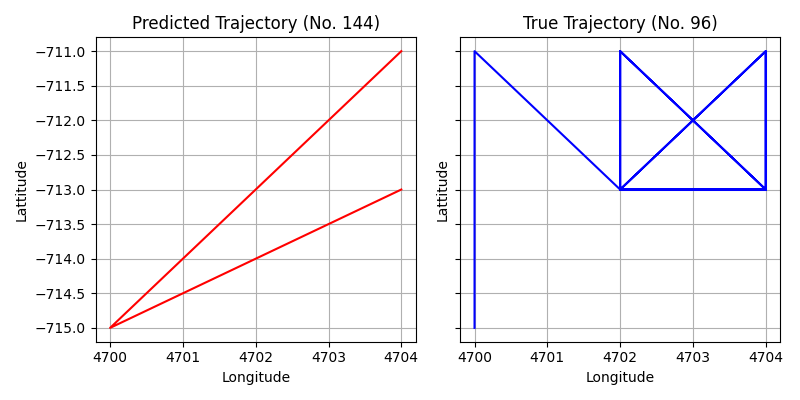 Predicted Trajectory (No. 144)
−711.0
−711.5
−712.0
−712.5
−713.0
−713.5
−714.0
−714.5
−715.0
Lattitude
4700 4701 4702 4703 4704
Longitude
True Trajectory (No. 96)
Lattitude
4700 4701 4702 4703 4704
Longitude